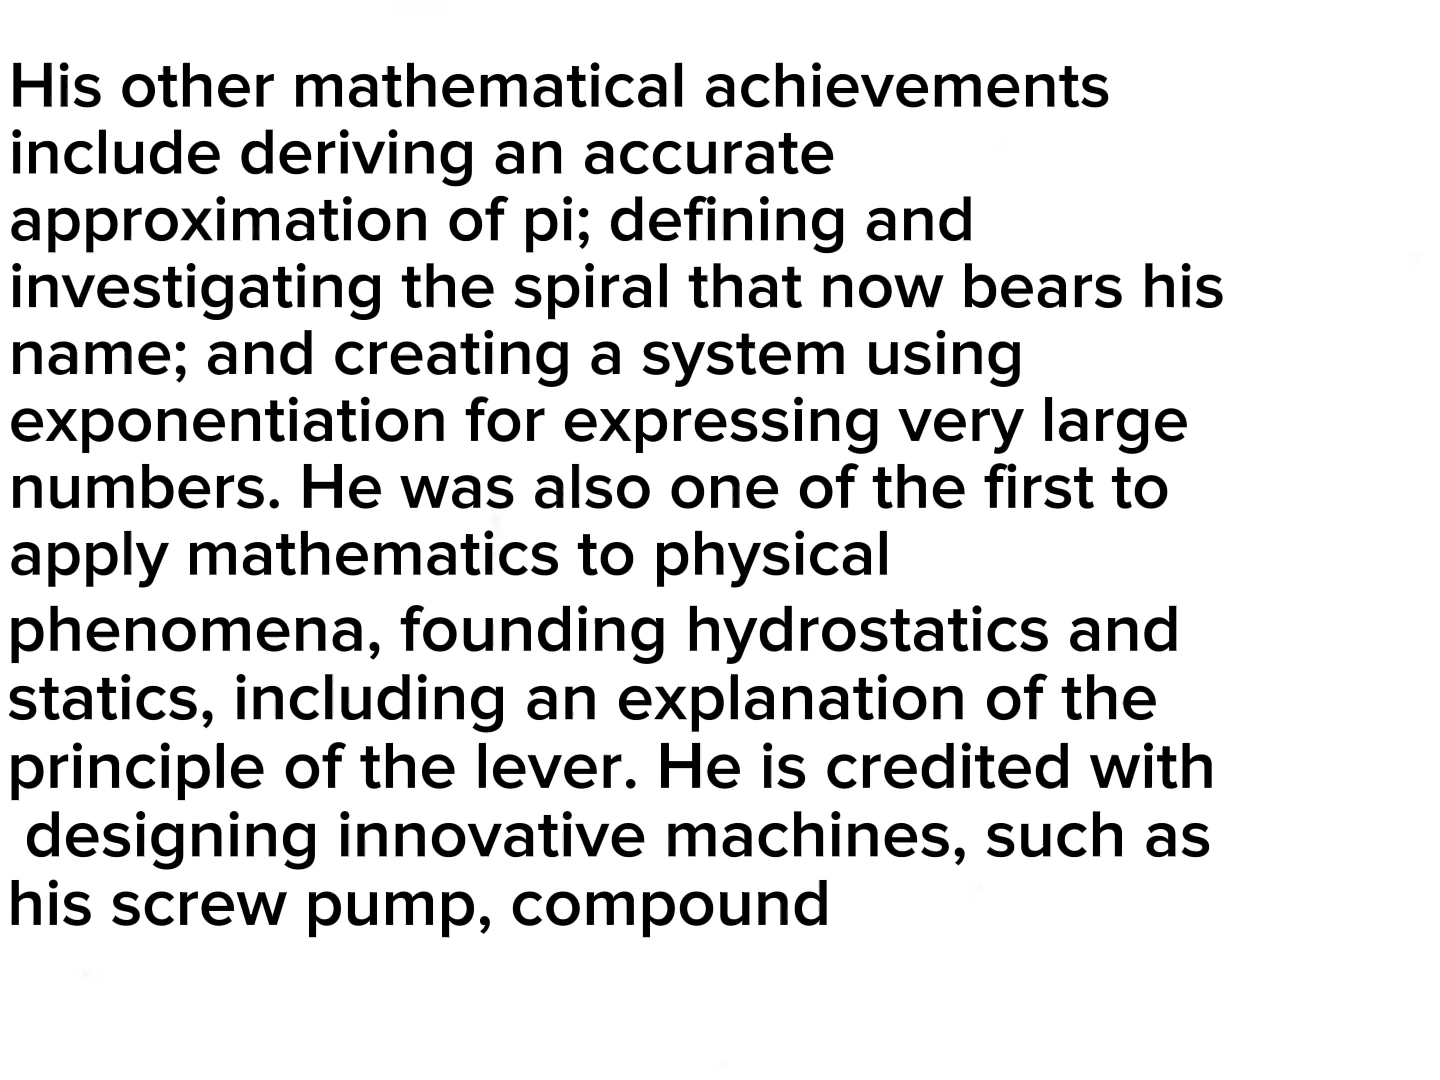 His other mathematical achievements
include deriving an accurate
approximation of pi; defining and
investigating the spiral that now bears his
name; and creating a system using
exponentiation for expressing very large
numbers. He was also one of the first to
apply mathematics to physical
phenomena, founding hydrostatics and
statics, including an explanation of the
principle of the lever. He is credited with
designing innovative machines, such as
his screw pump, compound